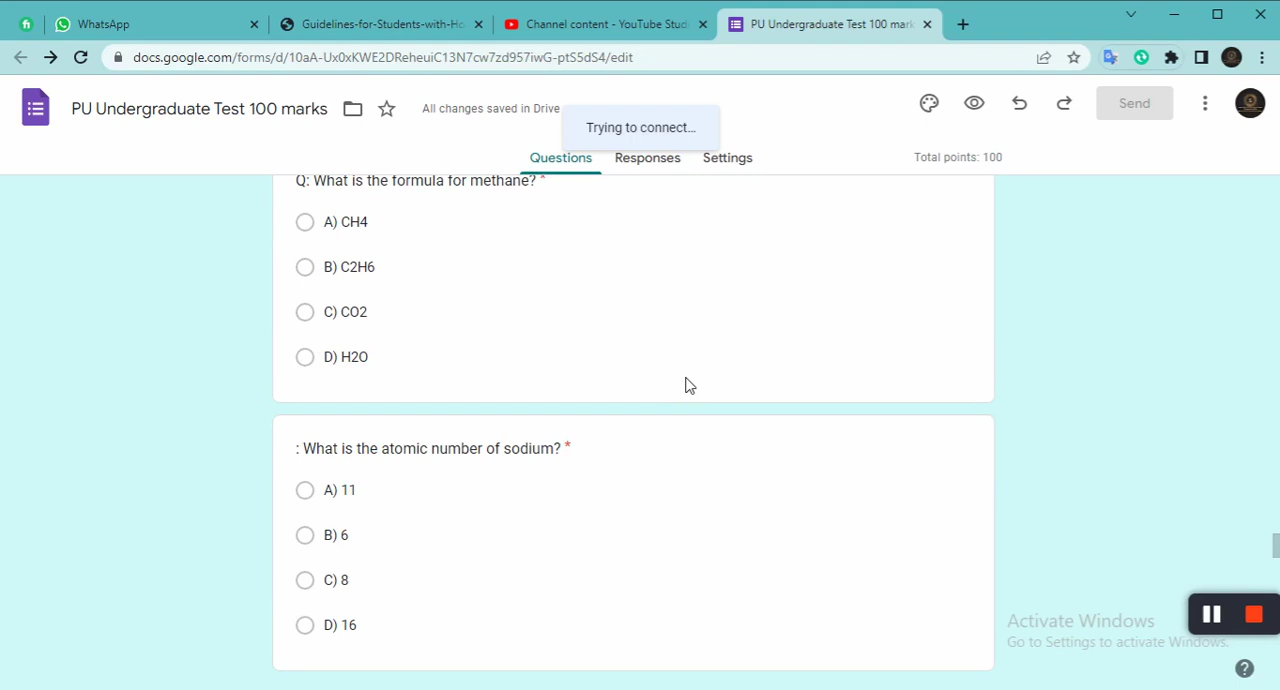 WhatsApp
Guidelines-for-Students-with-Ho
Channel content - YouTube Studi
PU Undergraduate Test 100 mark
docs.google.com/forms/d/10aA-Ux0xKWE2DReheuiC13N7cw7zd957iwG-ptS5dS4/edit
PU Undergraduate Test 100 marks
All changes saved in Drive
Trying to connect...
Send
Questions
Responses
Settings
Total points: 100
Q: What is the formula for methane? *
A) CH4
B) C2H6
C) CO2
D) H2O
: What is the atomic number of sodium? *
A) 11
B) 6
C) 8
D) 16
Activate Windows
Go to Settings to activate Windows.